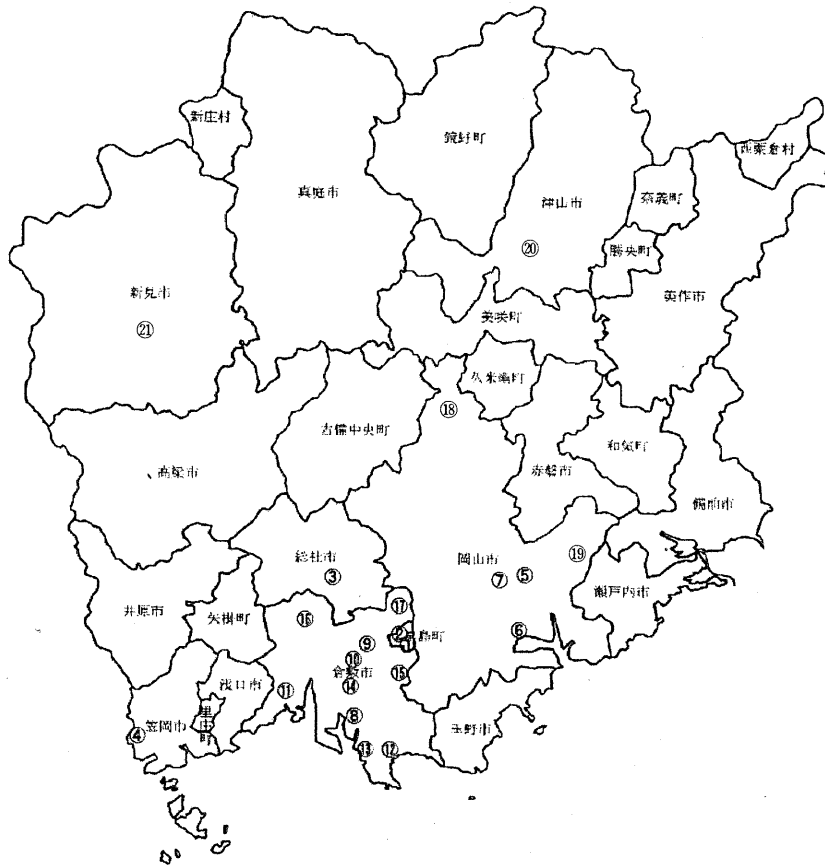 新庄村
鏡野町
西粟倉村
真庭市
津山市
奈義町
⑳
勝央町
新見市
美作市
㉑
美咲町
久米南町
⑱
吉備中央町
赤磐市
和気町
高梁市
備前市
総社市
岡山市
⑲
③
⑦
⑤
瀬戸内市
井原市
矢掛町
⑰
⑯
②
島町
⑥
⑨
⑩
倉敷市
⑮
浅口市
⑪
⑭
里庄町
笠岡市
④
⑧
玉野市
⑬
⑫